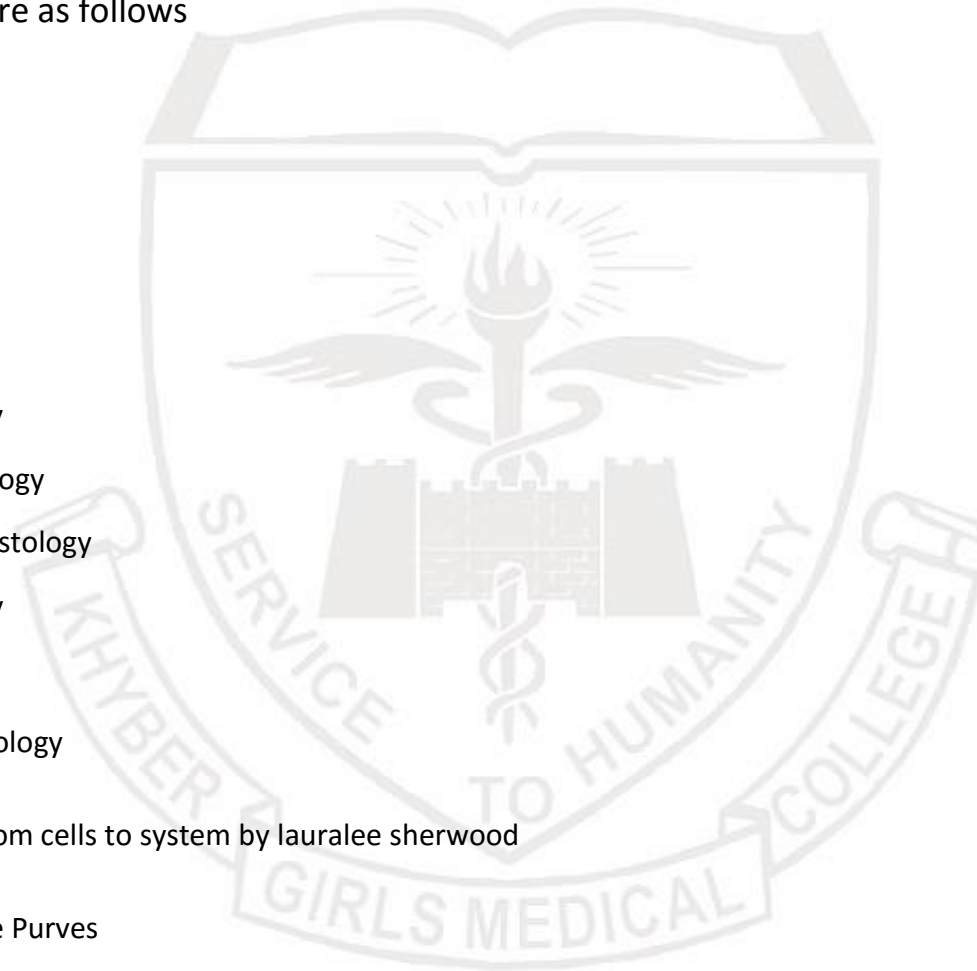 re as follows
y
ogy
stology
y
ology
om cells to system by lauralee sherwood
e Purves
SERVICE TO HUMANITY
KHYBER GIRLS MEDICAL COLLEGE